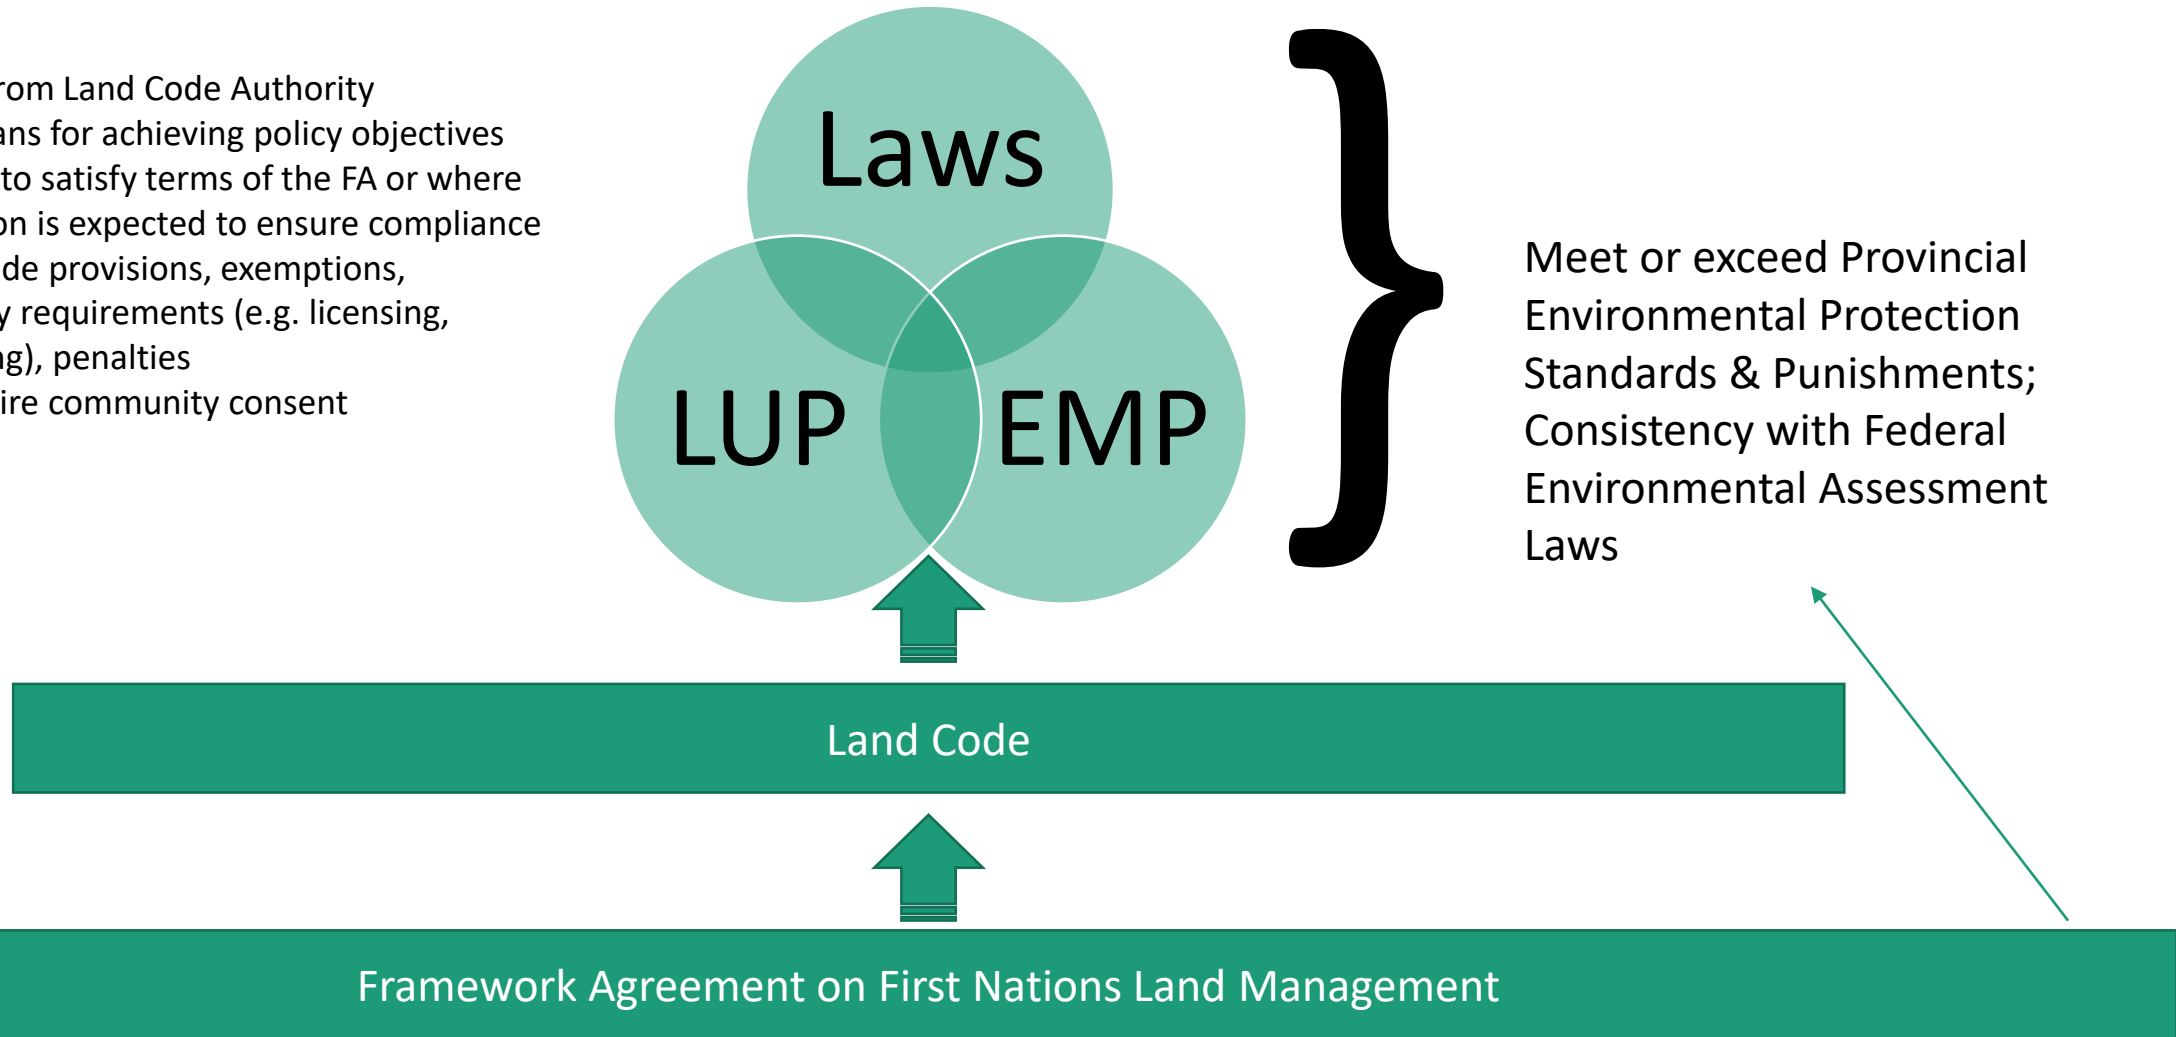 rom Land Code Authority
ans for achieving policy objectives
to satisfy terms of the FA or where
on is expected to ensure compliance
de provisions, exemptions,
y requirements (e.g. licensing,
ng), penalties
ire community consent
Laws
LUP EMP
}
Meet or exceed Provincial
Environmental Protection
Standards & Punishments;
Consistency with Federal
Environmental Assessment
Laws
Land Code
Framework Agreement on First Nations Land Management